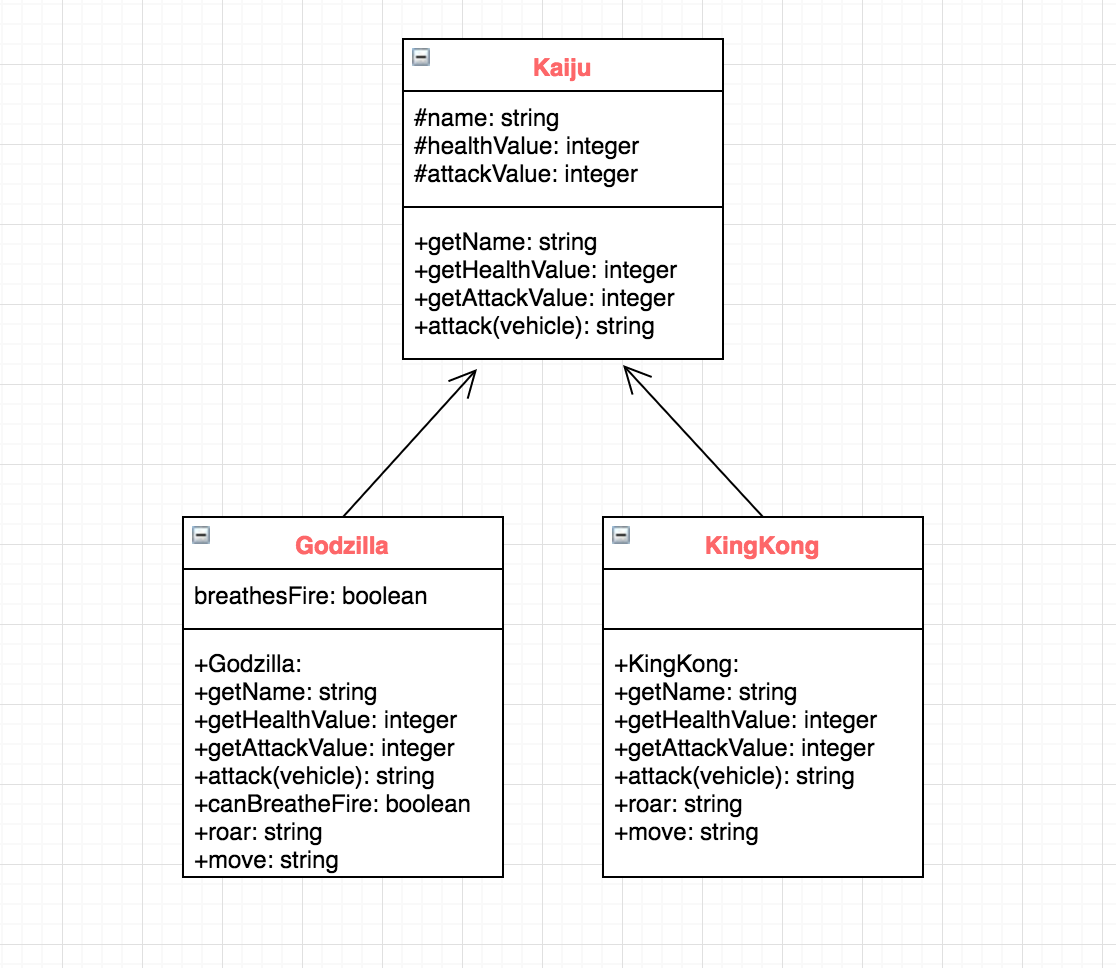 Kaiju
#name: string
#healthValue: integer
#attackValue: integer
+getName: string
+getHealthValue: integer
+getAttackValue: integer
+attack(vehicle): string
Godzilla
breathesFire: boolean
+Godzilla:
+getName: string
+getHealthValue: integer
+getAttackValue: integer
+attack(vehicle): string
+canBreatheFire: boolean
+roar: string
+move: string
KingKong
+KingKong:
+getName: string
+getHealthValue: integer
+getAttackValue: integer
+attack(vehicle): string
+roar: string
+move: string